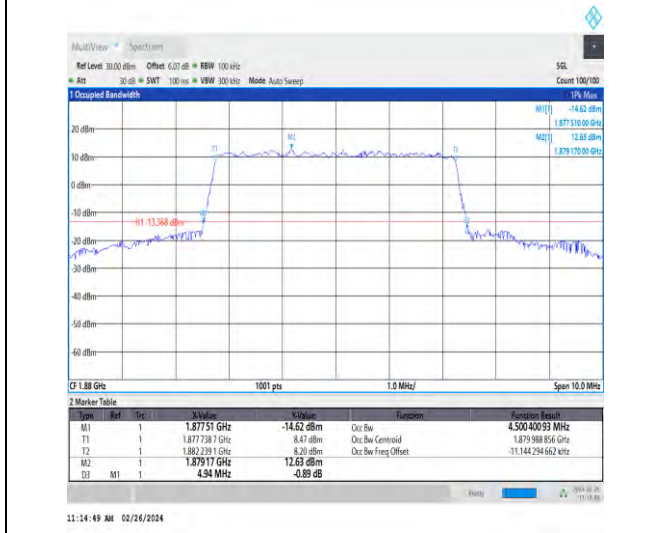 MultiView Spectrum
Ref Level 30.00 dBm Offset 6.07 dB RBW 100 kHz SGL
Att 30 dB SWT 100 ms VBW 300 kHz Mode Auto Sweep Count 100/100
1 Occupied Bandwidth 1Pk Max
M1[1] -14.62 dBm
1.877 510 00 GHz
M2[1] 12.63 dBm
1.879 170 00 GHz
20 dBm
M2
T1
T2
10 dBm
0 dBm
-10 dBm
H1 -13.368 dBm
-20 dBm
-30 dBm
-40 dBm
-50 dBm
-60 dBm
CF 1.88 GHz 1001 pts 1.0 MHz/ Span 10.0 MHz
2 Marker Table
Type Ref Trc X-Value Y-Value Function Function Result
M1 1 1.87751 GHz -14.62 dBm Occ Bw 4.500 400 93 MHz
T1 1 1.877 738 7 GHz 8.47 dBm Occ Bw Centroid 1.879 988 856 GHz
T2 1 1.882 239 1 GHz 8.20 dBm Occ Bw Freq Offset -11.144 294 662 kHz
M2 1 1.87917 GHz 12.63 dBm
D3 M1 1 4.94 MHz -0.89 dB
Ready
11:14:49 AM 02/26/2024